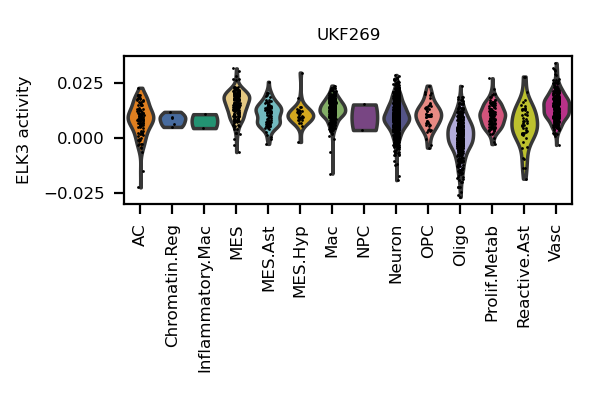 UKF269
ELK3 activity
0.025
0.000
−0.025
AC
Chromatin.Reg
Inflammatory.Mac
MES
MES.Ast
MES.Hyp
Mac
NPC
Neuron
OPC
Oligo
Prolif.Metab
Reactive.Ast
Vasc